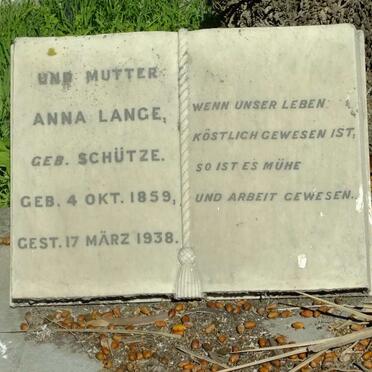 UND MUTTER
ANNA LANGE,
GEB. SCHÜTZE.
GEB. 4 OKT. 1859,
GEST. 17 MÄRZ 1938.
WENN UNSER LEBEN
KÖSTLICH GEWESEN IST,
SO IST ES MÜHE
UND ARBEIT GEWESEN.